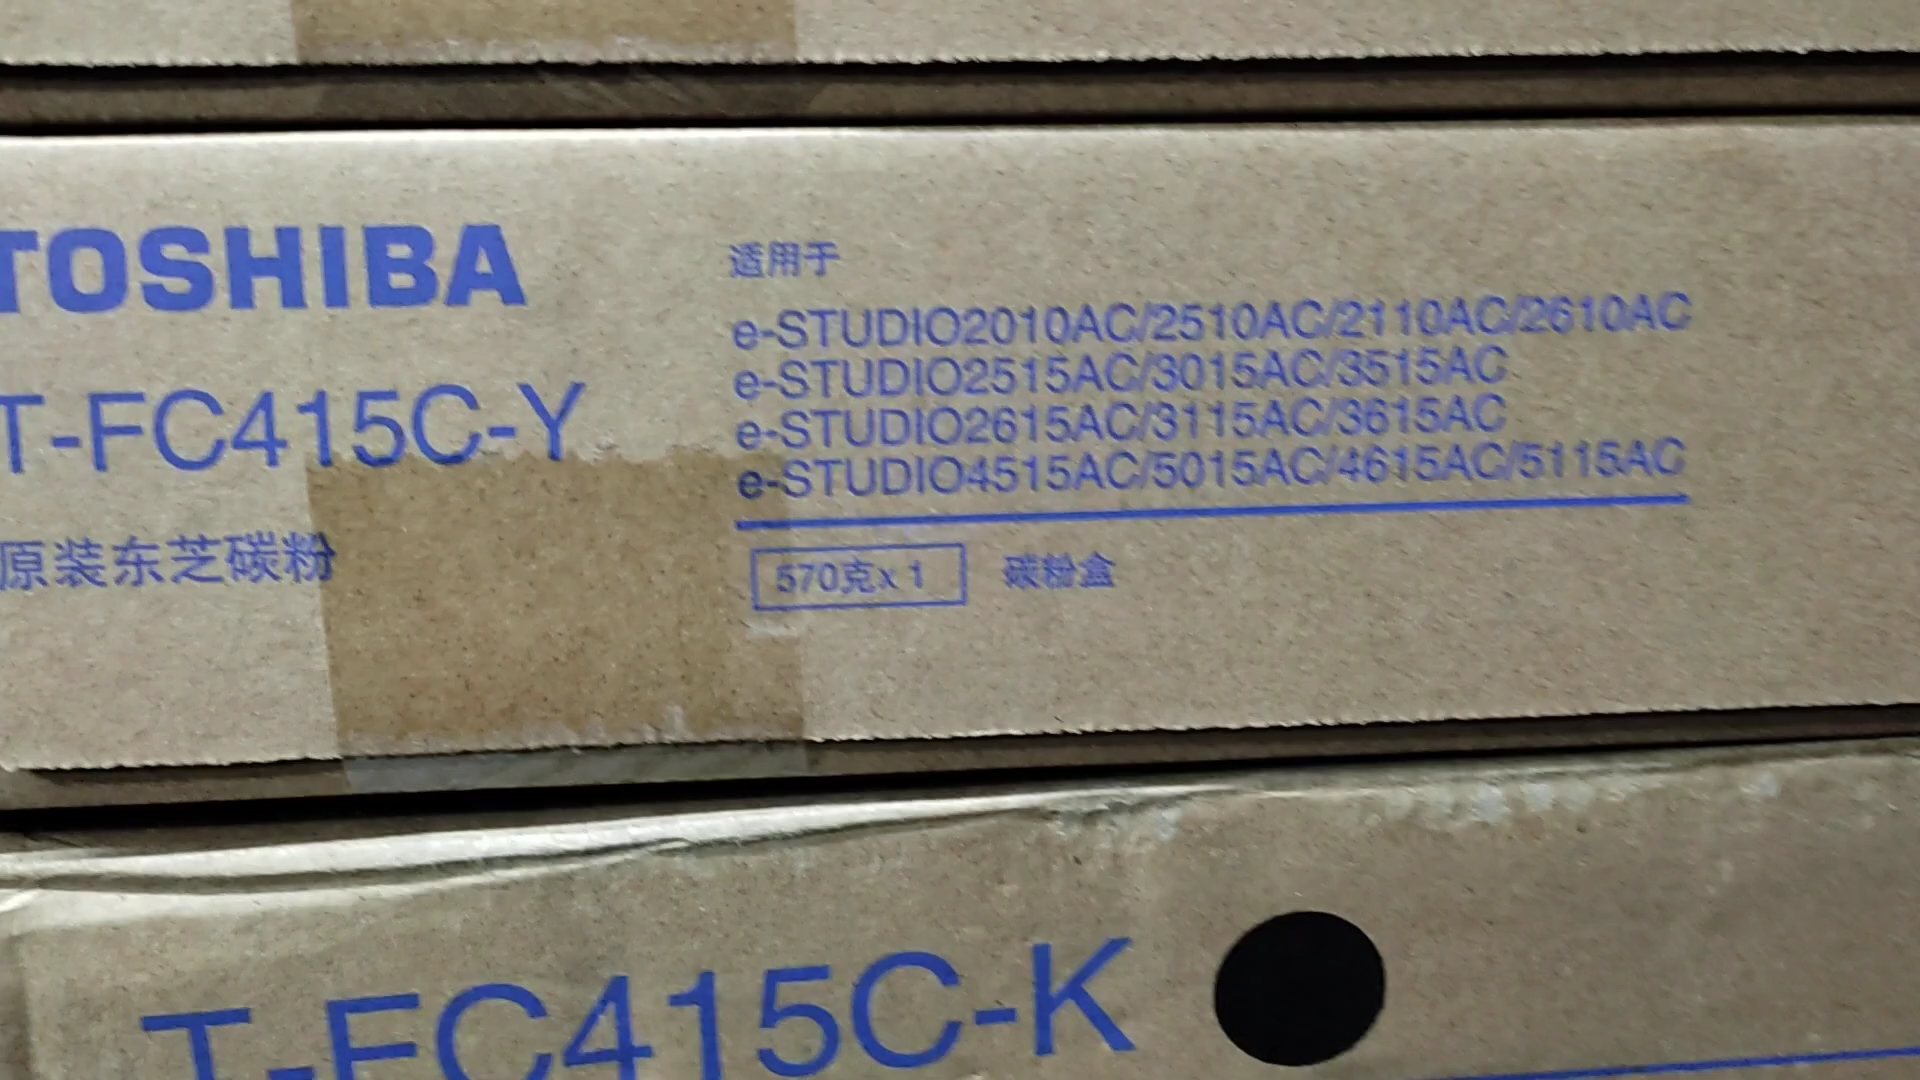 TOSHIBA
T-FC415C-Y
原装东芝碳粉
适用于
e-STUDIO2010AC/2510AC/2110AC/2610AC
e-STUDIO2515AC/3015AC/3515AC
e-STUDIO2615AC/3115AC/3615AC
e-STUDIO4515AC/5015AC/4615AC/5115AC
570克x1 碳粉盒
T-FC415C-K